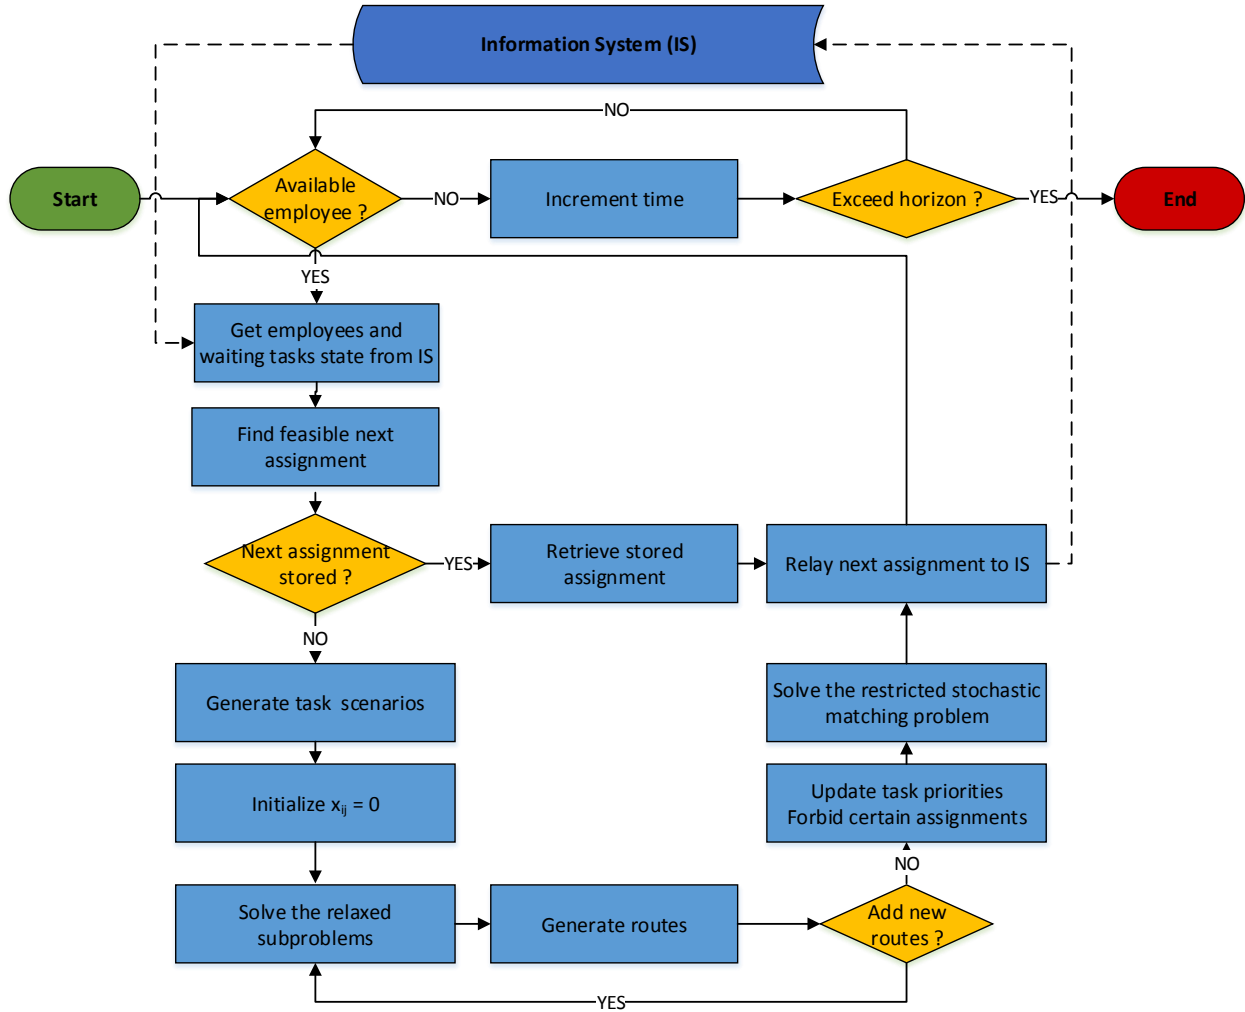 Information System (IS)
NO
Start
Available
employee ?
NO
Increment time
Exceed horizon ?
YES
End
YES
Get employees and
waiting tasks state from IS
Find feasible next
assignment
Next assignment
stored ?
YES
Retrieve stored
assignment
Relay next assignment to IS
NO
Generate task scenarios
Solve the restricted stochastic
matching problem
Initialize xij = 0
Update task priorities
Forbid certain assignments
NO
Solve the relaxed
subproblems
Generate routes
Add new
routes ?
YES